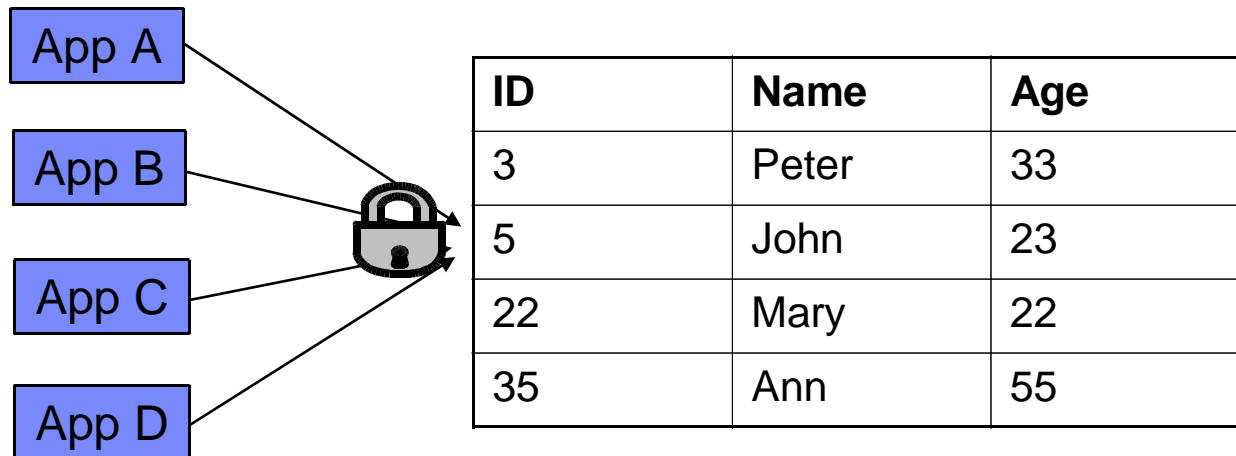 App A
App B
App C
App D
ID Name Age
3 Peter 33
5 John 23
22 Mary 22
35 Ann 55